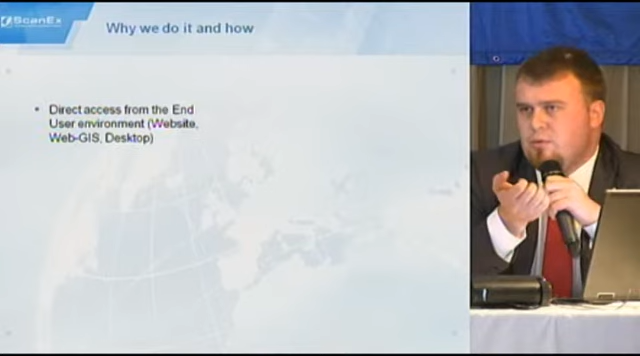 ScanEx
Why we do it and how
• Direct access from the End
User environment (Website,
Web-GIS, Desktop)